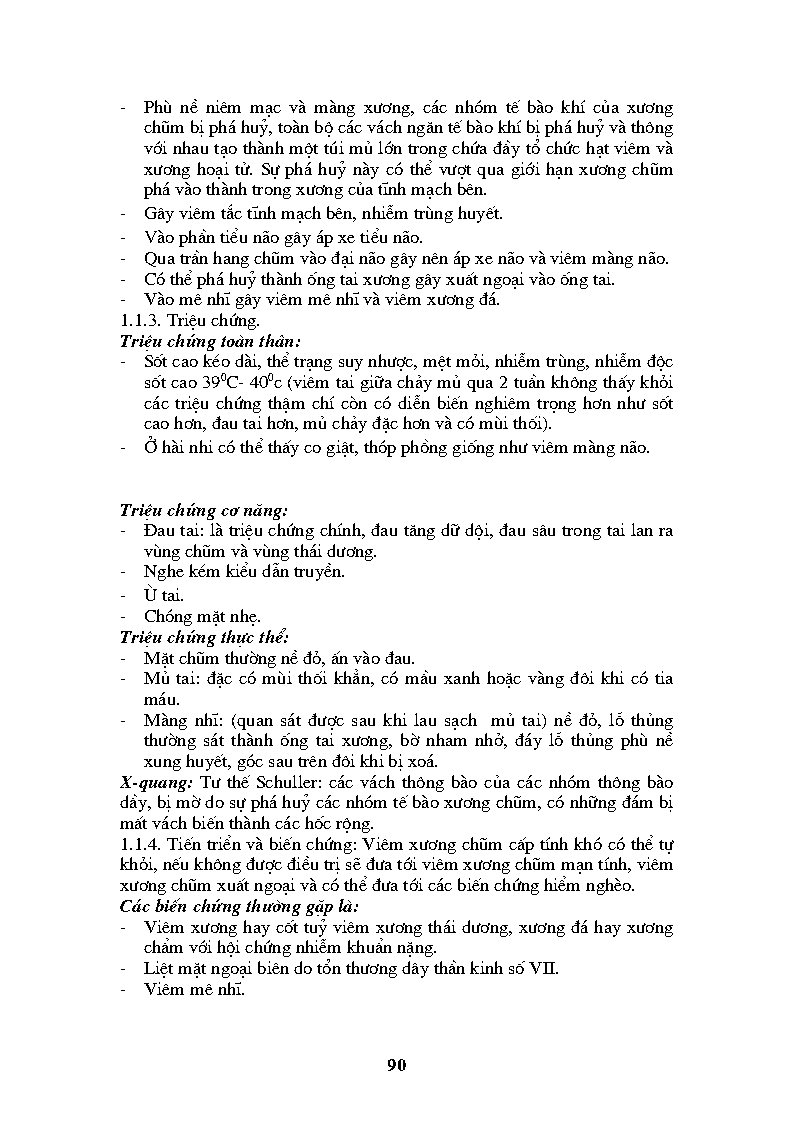 - Phù nề niêm mạc và màng xương, các nhóm tế bào khí của xương
chũm bị phá huỷ, toàn bộ các vách ngăn tế bào khí bị phá huỷ và thông
với nhau tạo thành một túi mủ lớn trong chứa đầy tổ chức hạt viêm và
xương hoại tử. Sự phá huỷ này có thể vượt qua giới hạn xương chũm
phá vào thành trong xương của tĩnh mạch bên.
- Gây viêm tắc tĩnh mạch bên, nhiễm trùng huyết.
- Vào phần tiểu não gây áp xe tiểu não.
- Qua trần hang chũm vào đại não gây nên áp xe não và viêm màng não.
- Có thể phá huỷ thành ống tai xương gây xuất ngoại vào ống tai.
- Vào mê nhĩ gây viêm mê nhĩ và viêm xương đá.
1.1.3. Triệu chứng.
Triệu chứng toàn thân:
- Sốt cao kéo dài, thể trạng suy nhược, mệt mỏi, nhiễm trùng, nhiễm độc
sốt cao 39⁰C- 40⁰c (viêm tai giữa chảy mủ qua 2 tuần không thấy khỏi
các triệu chứng thậm chí còn có diễn biến nghiêm trọng hơn như sốt
cao hơn, đau tai hơn, mủ chảy đặc hơn và có mùi thối).
- Ở hài nhi có thể thấy co giật, thóp phồng giống như viêm màng não.
Triệu chứng cơ năng:
- Đau tai: là triệu chứng chính, đau tăng dữ dội, đau sâu trong tai lan ra
vùng chũm và vùng thái dương.
- Nghe kém kiểu dẫn truyền.
- Ù tai.
- Chóng mặt nhẹ.
Triệu chứng thực thể:
- Mặt chũm thường nề đỏ, ấn vào đau.
- Mủ tai: đặc có mùi thối khẳn, có mầu xanh hoặc vàng đôi khi có tia
máu.
- Màng nhĩ: (quan sát được sau khi lau sạch mủ tai) nề đỏ, lỗ thủng
thường sát thành ống tai xương, bờ nham nhở, đáy lỗ thủng phù nề
xung huyết, góc sau trên đôi khi bị xoá.
X-quang: Tư thế Schuller: các vách thông bào của các nhóm thông bào
dầy, bị mờ do sự phá huỷ các nhóm tế bào xương chũm, có những đám bị
mất vách biến thành các hốc rộng.
1.1.4. Tiến triển và biến chứng: Viêm xương chũm cấp tính khó có thể tự
khỏi, nếu không được điều trị sẽ đưa tới viêm xương chũm mạn tính, viêm
xương chũm xuất ngoại và có thể đưa tới các biến chứng hiểm nghèo.
Các biến chứng thường gặp là:
- Viêm xương hay cốt tuỷ viêm xương thái dương, xương đá hay xương
chẩm với hội chứng nhiễm khuẩn nặng.
- Liệt mặt ngoại biên do tổn thương dây thần kinh số VII.
- Viêm mê nhĩ.
90